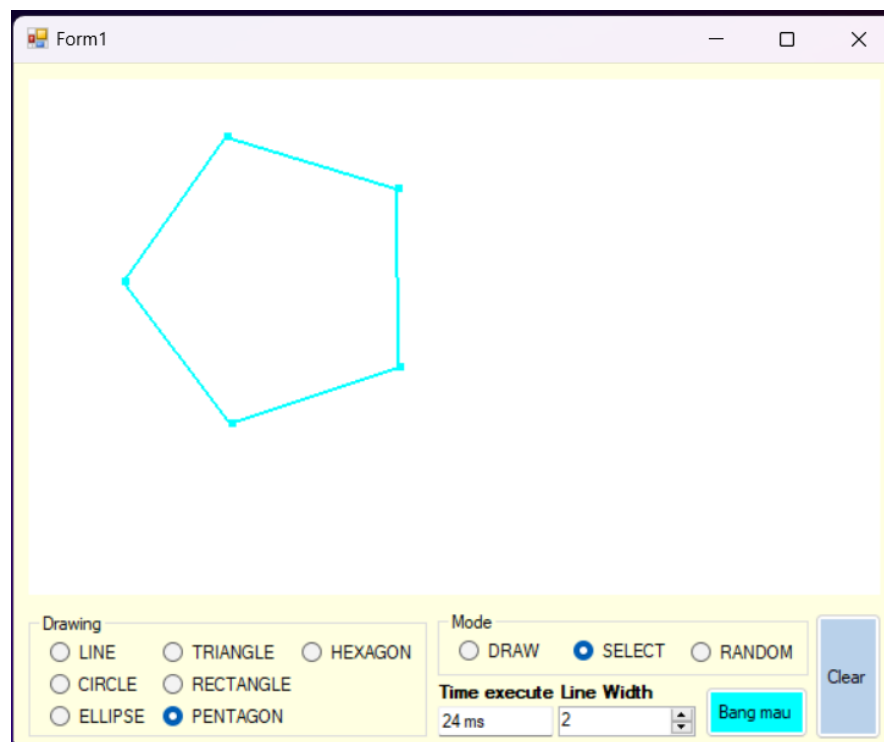 Form1
Drawing
LINE TRIANGLE HEXAGON
CIRCLE RECTANGLE
ELLIPSE PENTAGON
Mode
DRAW SELECT RANDOM
Time execute Line Width
24 ms 2
Bang mau
Clear